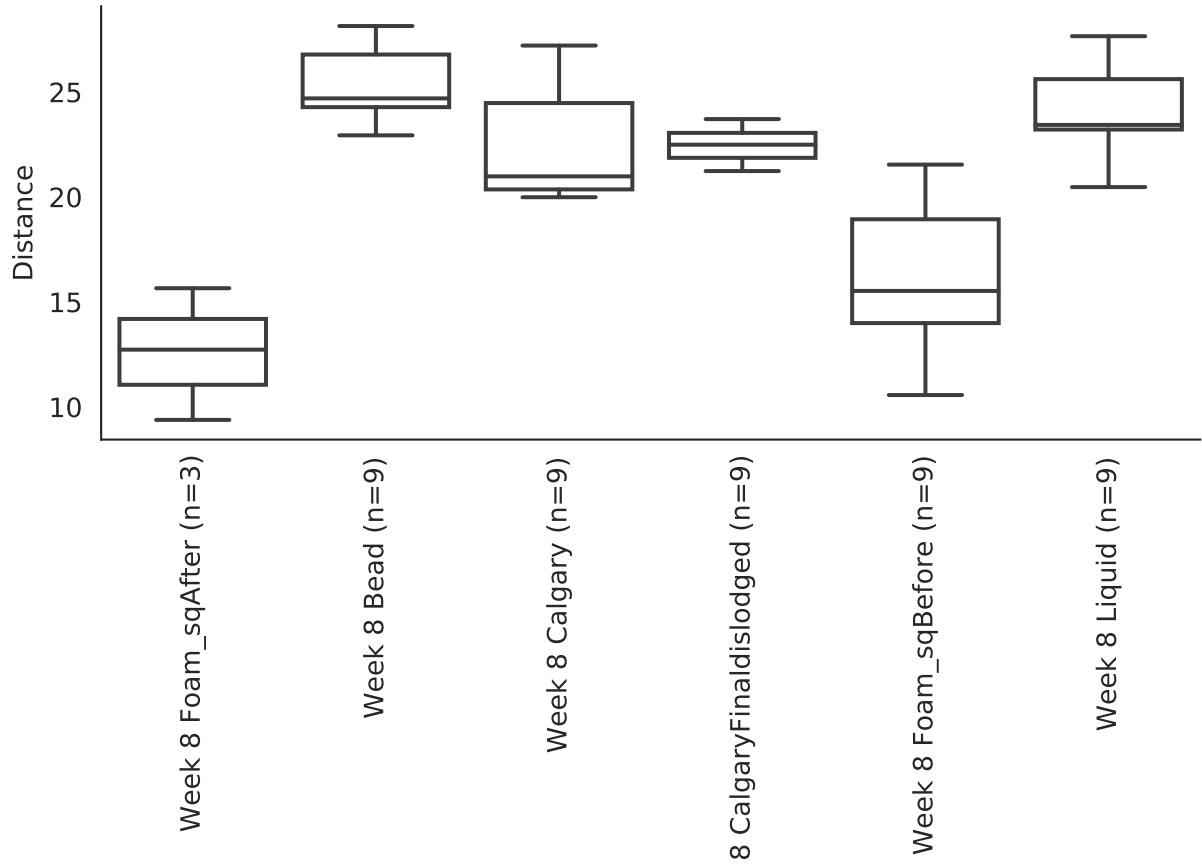 Distance
25
20
15
10
Week 8 Foam_sqAfter (n=3)
Week 8 Bead (n=9)
Week 8 Calgary (n=9)
8 CalgaryFinaldislodged (n=9)
Week 8 Foam_sqBefore (n=9)
Week 8 Liquid (n=9)